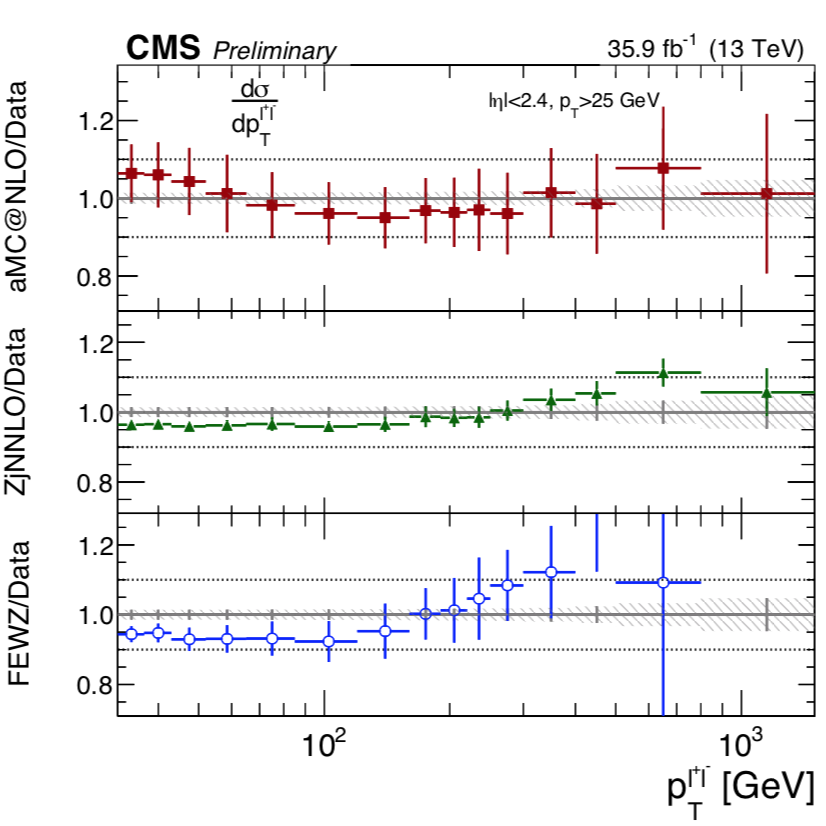 CMS Preliminary 35.9 fb⁻¹ (13 TeV)
dσ
dp_T^{l⁺l⁻}
|η|<2.4, p_T>25 GeV
aMC@NLO/Data
1.2
1.0
0.8
ZjNNLO/Data
1.2
1.0
0.8
FEWZ/Data
1.2
1.0
0.8
10² 10³
p_T^{l⁺l⁻} [GeV]